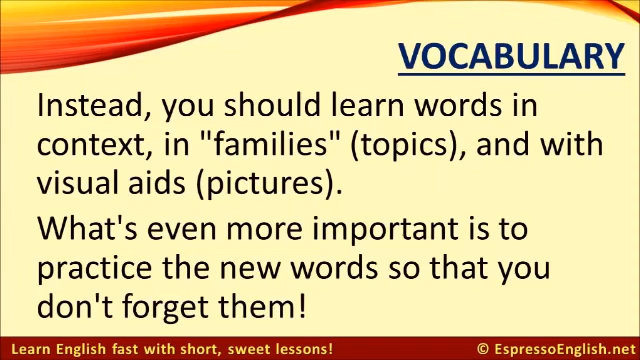 VOCABULARY
Instead, you should learn words in
context, in "families" (topics), and with
visual aids (pictures).
What's even more important is to
practice the new words so that you
don't forget them!
Learn English fast with short, sweet lessons!
© EspressoEnglish.net